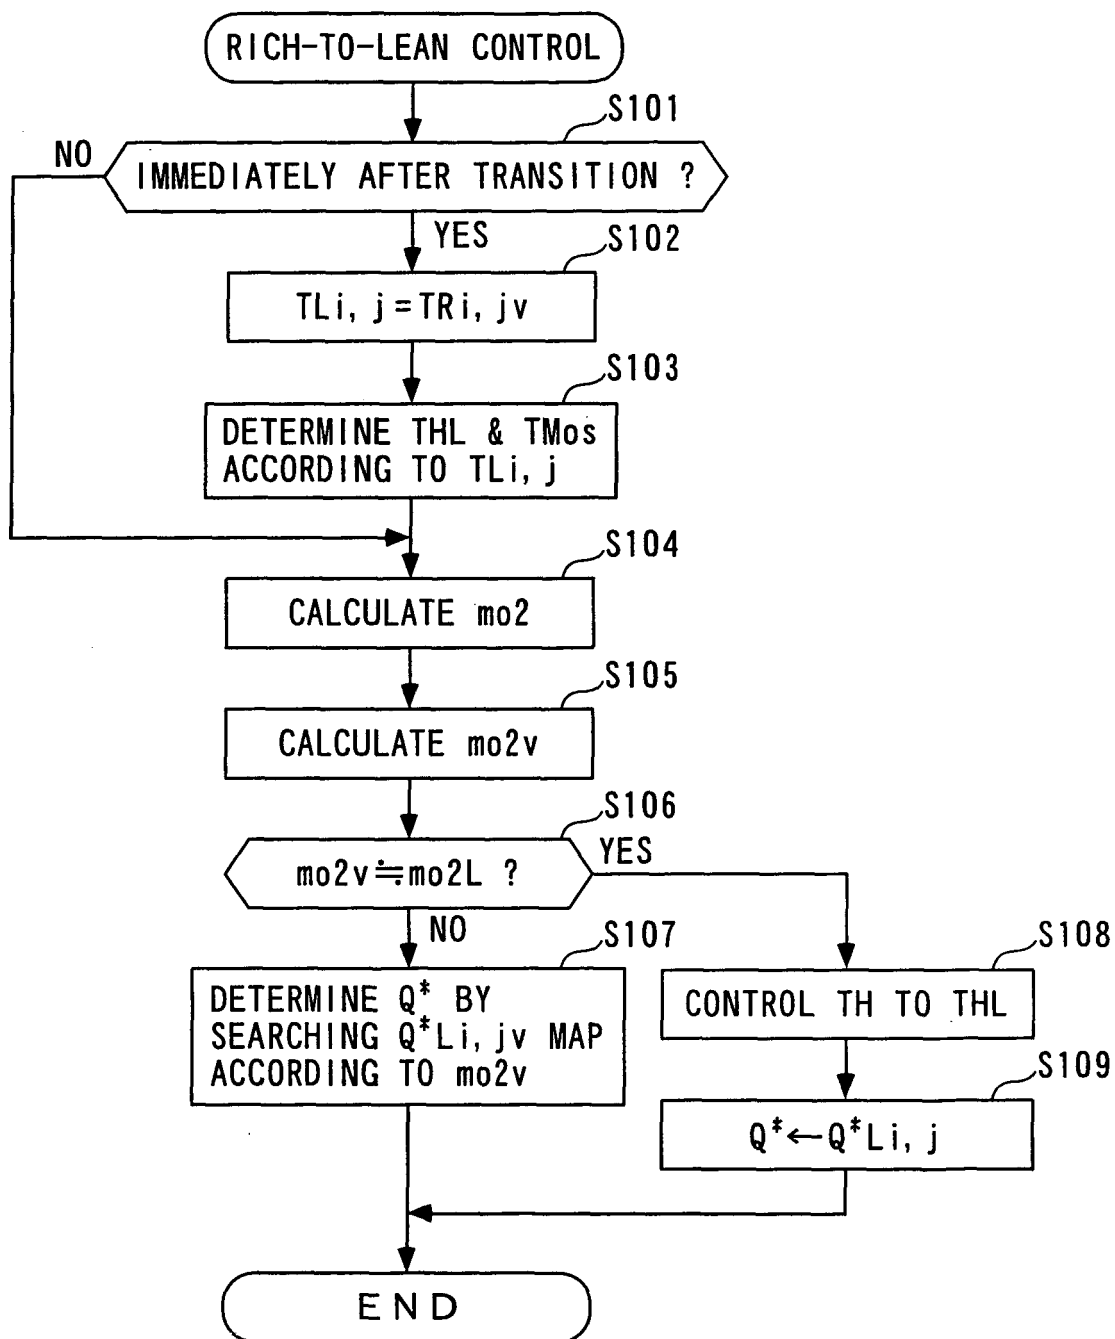 RICH-TO-LEAN CONTROL
S101
NO
IMMEDIATELY AFTER TRANSITION ?
YES
S102
TLi, j=TRi, jv
S103
DETERMINE THL & TMos
ACCORDING TO TLi, j
S104
CALCULATE mo2
S105
CALCULATE mo2v
S106
mo2v≒mo2L ?
YES
NO
S107
DETERMINE Q* BY
SEARCHING Q*Li, jv MAP
ACCORDING TO mo2v
S108
CONTROL TH TO THL
S109
Q*←Q*Li, j
END